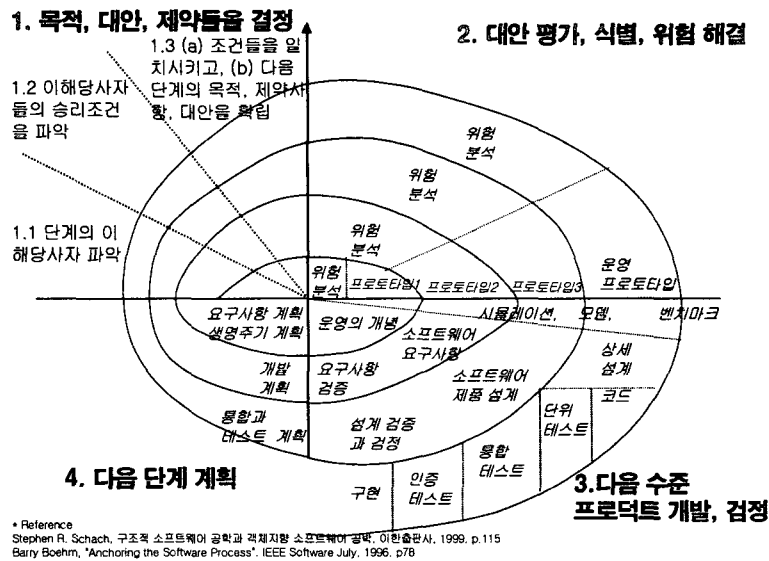 1. 목적, 대안, 제약들을 결정
2. 대안 평가, 식별, 위험 해결
1.3 (a) 조건들을 일
치시키고, (b) 다음
단계의 목적, 제약사
항, 대안을 확립
1.2 이해당사자
들의 승리조건
을 파악
1.1 단계의 이
해당사자 파악
위험
분석
위험
분석
위험
분석
위험
분석
프로토타입1
프로토타입2
프로토타입3
운영
프로토타입
요구사항 계획
생명주기 계획
운영의 개념
시뮬레이션, 모델, 벤치마크
소프트웨어
요구사항
상세
설계
개발
계획
요구사항
검증
소프트웨어
제품 설계
코드
통합과
테스트 계획
설계 검증
과 검정
단위
테스트
통합
테스트
인증
테스트
구현
4. 다음 단계 계획
3.다음 수준
프로덕트 개발, 검정
* Reference
Stephen R. Schach, 구조적 소프트웨어 공학과 객체지향 소프트웨어 공학, 이한출판사, 1999. p.115
Barry Boehm, "Anchoring the Software Process". IEEE Software July, 1996. p78